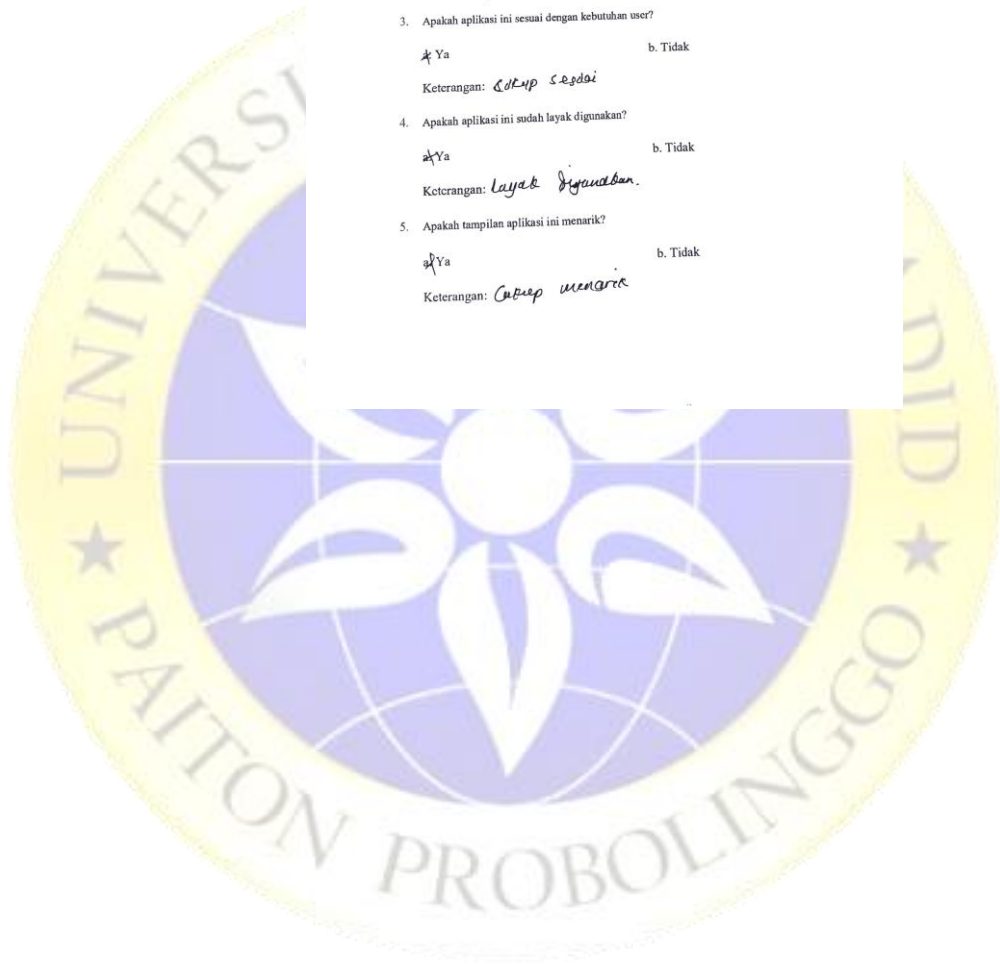 3. Apakah aplikasi ini sesuai dengan kebutuhan user?
Ya b. Tidak
Keterangan: Cukup sesuai
4. Apakah aplikasi ini sudah layak digunakan?
a. Ya b. Tidak
Keterangan: Layak digunakan.
5. Apakah tampilan aplikasi ini menarik?
a. Ya b. Tidak
Keterangan: Cukup menarik
UNIVERSI
ADID
★ PAITON PROBOLINGGO ★